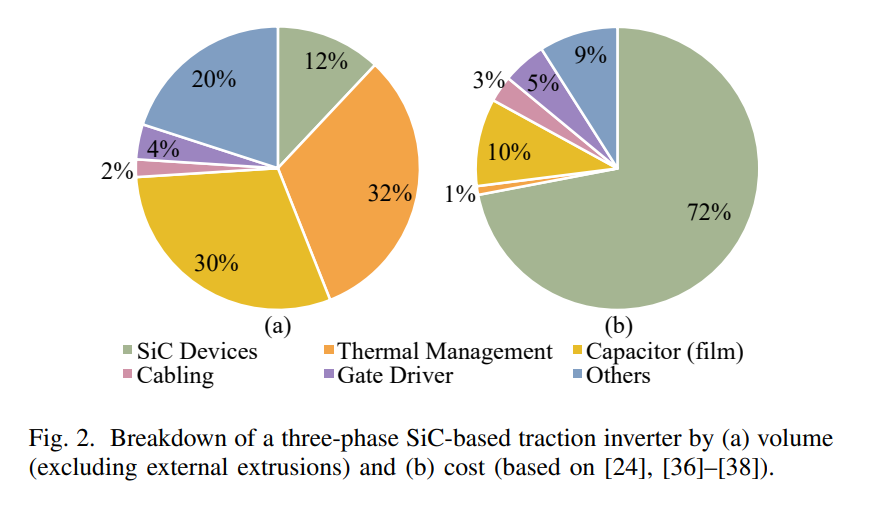 12%
20%
4%
2%
32%
30%
9%
5%
3%
10%
1%
72%
(a) (b)
SiC Devices Thermal Management Capacitor (film)
Cabling Gate Driver Others
Fig. 2. Breakdown of a three-phase SiC-based traction inverter by (a) volume
(excluding external extrusions) and (b) cost (based on [24], [36]–[38]).